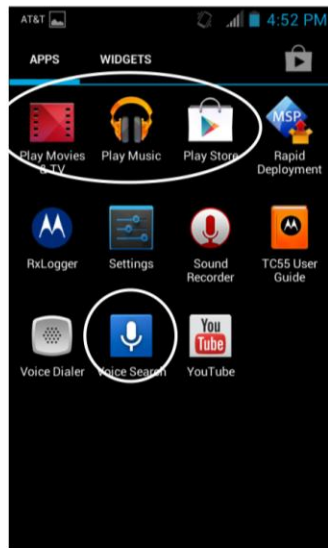 AT&T 4:52 PM
APPS WIDGETS
MSP
Play Movies & TV
Play Music
Play Store
Rapid
Deployment
RxLogger
Settings
Sound
Recorder
TC55 User
Guide
You
Tube
Voice Dialer
Voice Search
YouTube